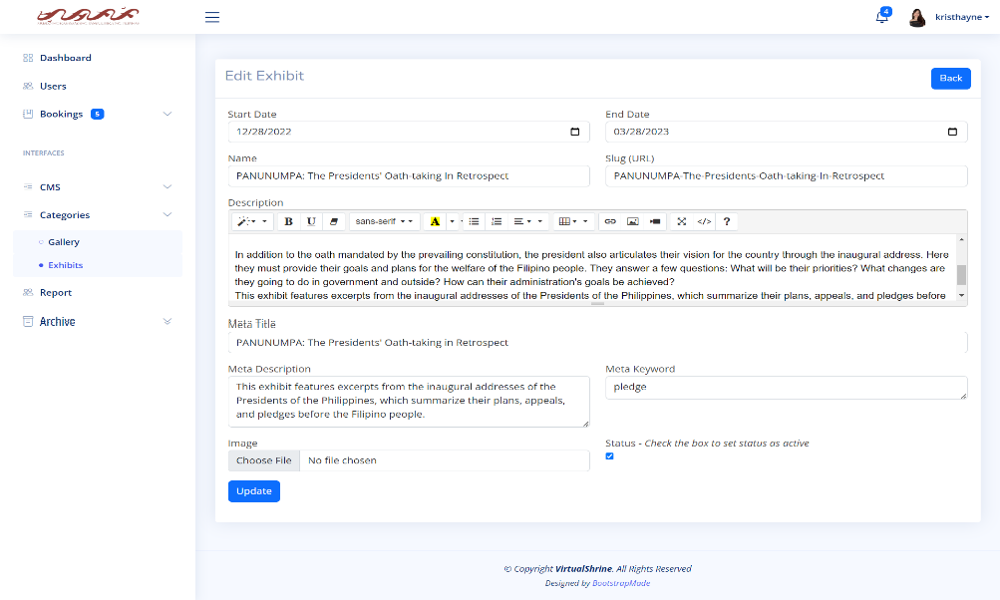 4
kristhayne
Dashboard
Users
Bookings 5
INTERFACES
CMS
Categories
Gallery
Exhibits
Report
Archive
Edit Exhibit
Back
Start Date
End Date
12/28/2022
03/28/2023
Name
Slug (URL)
PANUNUMPA: The Presidents' Oath-taking In Retrospect
PANUNUMPA-The-Presidents-Oath-taking-In-Retrospect
Description
B U sans-serif A </> ?
In addition to the oath mandated by the prevailing constitution, the president also articulates their vision for the country through the inaugural address. Here
they must provide their goals and plans for the welfare of the Filipino people. They answer a few questions: What will be their priorities? What changes are
they going to do in government and outside? How can their administration's goals be achieved?
This exhibit features excerpts from the inaugural addresses of the Presidents of the Philippines, which summarize their plans, appeals, and pledges before
Meta Title
PANUNUMPA: The Presidents' Oath-taking in Retrospect
Meta Description
Meta Keyword
This exhibit features excerpts from the inaugural addresses of the
Presidents of the Philippines, which summarize their plans, appeals,
and pledges before the Filipino people.
pledge
Image
Status - Check the box to set status as active
Choose File No file chosen
Update
© Copyright VirtualShrine. All Rights Reserved
Designed by BootstrapMade